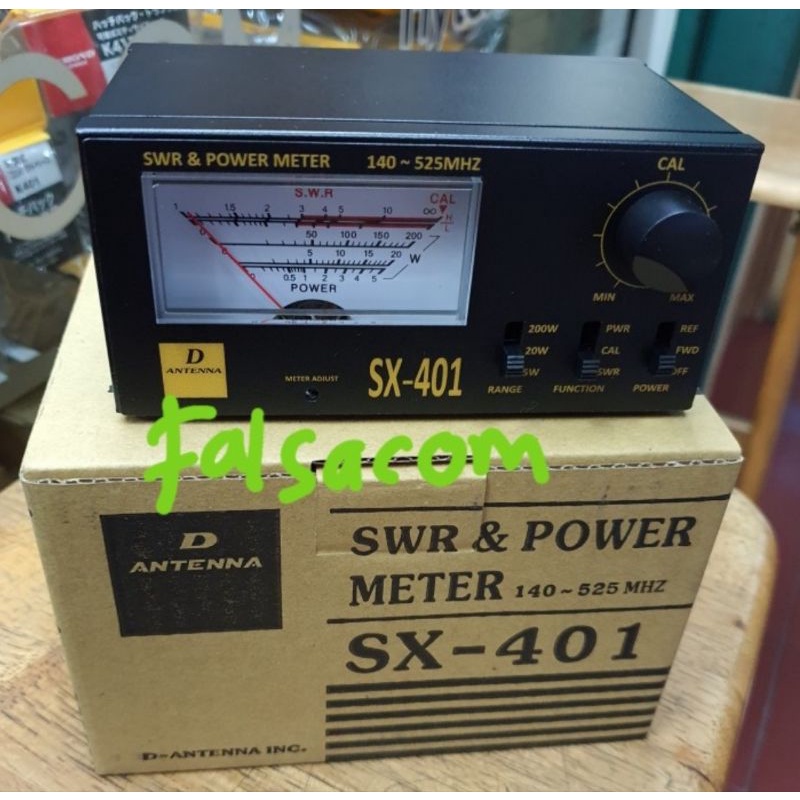 K41
SWR & POWER METER 140 ~ 525MHZ
CAL
S.W.R
CAL
1 1.5 2 3 4 5 10 ∞
H
L
50 100 150 200
5 10 15 20
W
0 0.5 1 2 3 4 5
POWER
MIN MAX
200W
20W
5W
RANGE
PWR
CAL
SWR
FUNCTION
REF
FWD
OFF
POWER
D
ANTENNA
METER ADJUST
SX-401
Falsacom
D
ANTENNA
SWR & POWER
METER 140~525 MHZ
SX-401
D-ANTENNA INC.